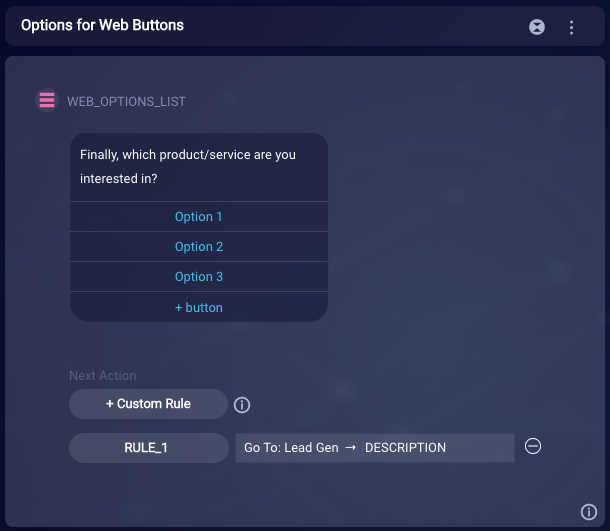 Options for Web Buttons
WEB_OPTIONS_LIST
Finally, which product/service are you
interested in?
Option 1
Option 2
Option 3
+ button
Next Action
+ Custom Rule
RULE_1
Go To: Lead Gen → DESCRIPTION